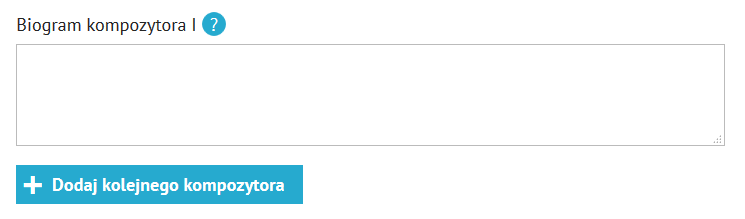 Biogram kompozytora I ?
+ Dodaj kolejnego kompozytora